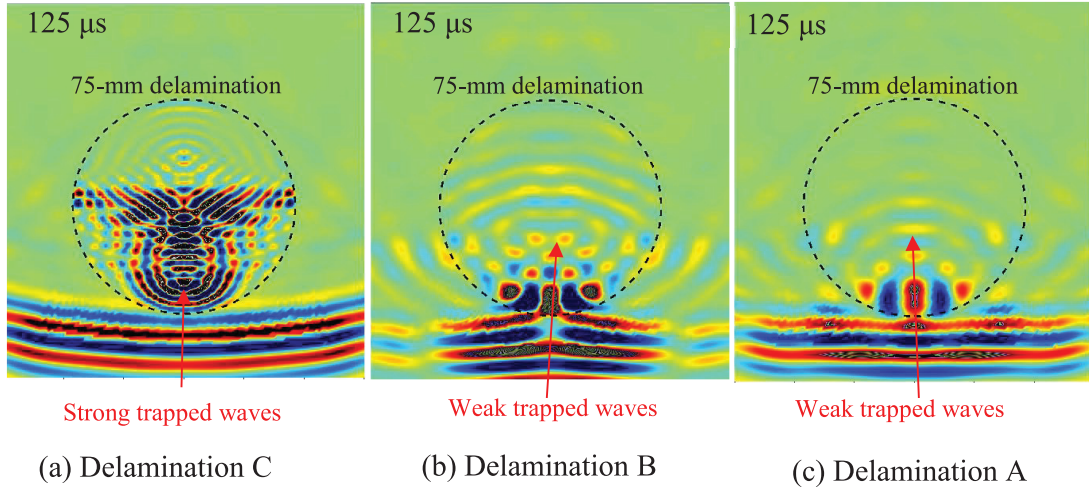 125 μs
75-mm delamination
Strong trapped waves
(a) Delamination C
125 μs
75-mm delamination
Weak trapped waves
(b) Delamination B
125 μs
75-mm delamination
Weak trapped waves
(c) Delamination A